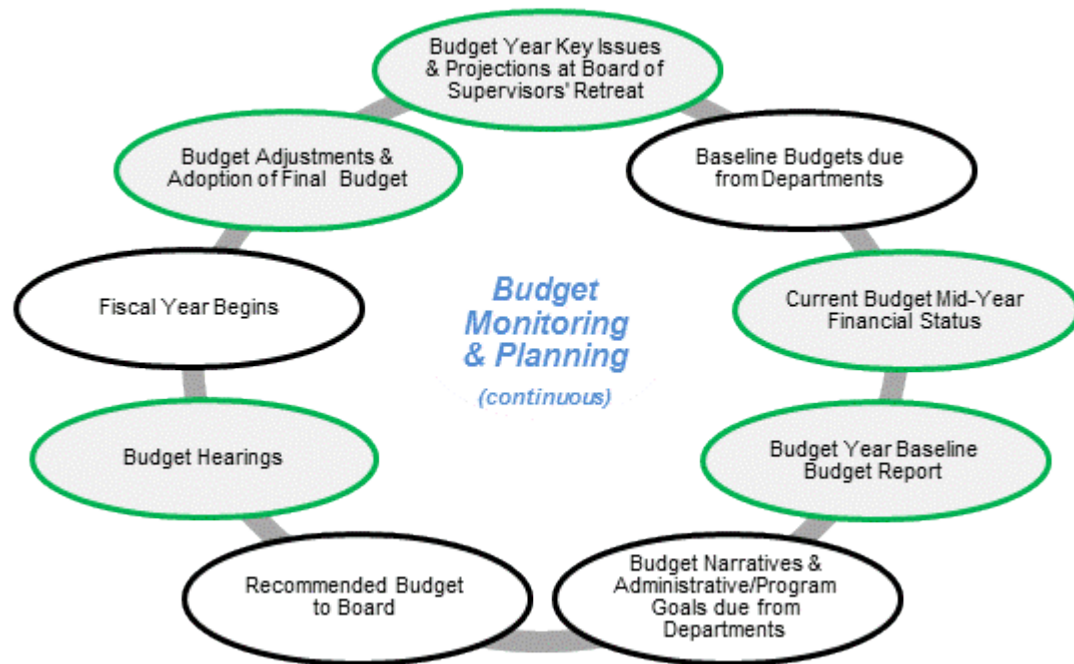 Budget Year Key Issues
& Projections at Board of
Supervisors' Retreat
Baseline Budgets due
from Departments
Current Budget Mid-Year
Financial Status
Budget Year Baseline
Budget Report
Budget Narratives &
Administrative/Program
Goals due from
Departments
Recommended Budget
to Board
Budget Hearings
Fiscal Year Begins
Budget Adjustments &
Adoption of Final Budget
Budget
Monitoring
& Planning
(continuous)